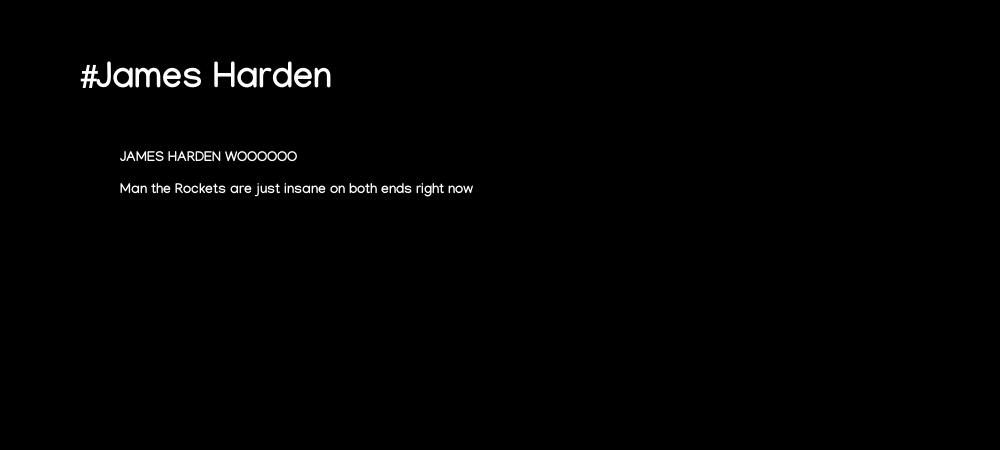 #James Harden
JAMES HARDEN WOOOOOO
Man the Rockets are just insane on both ends right now